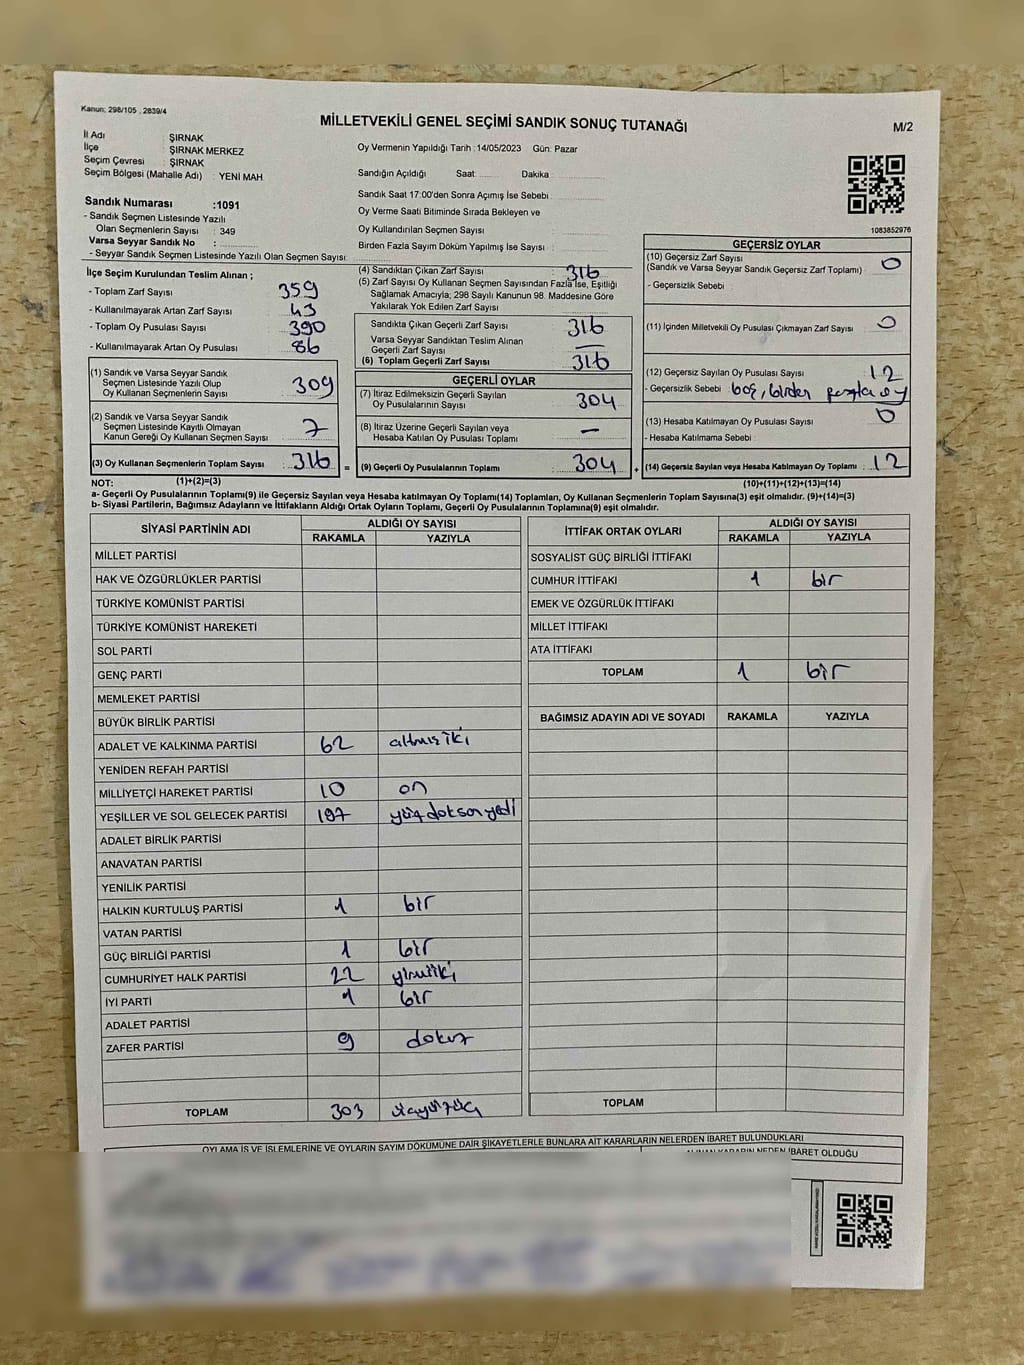 Kanun: 298/105 , 2839/4
MİLLETVEKİLİ GENEL SEÇİMİ SANDIK SONUÇ TUTANAĞI
M/2
İl Adı ŞIRNAK
İlçe ŞIRNAK MERKEZ
Seçim Çevresi : ŞIRNAK
Seçim Bölgesi (Mahalle Adı) : YENİ MAH.
Sandık Numarası :1091
- Sandık Seçmen Listesinde Yazılı
Olan Seçmenlerin Sayısı : 349
Varsa Seyyar Sandık No :
- Seyyar Sandık Seçmen Listesinde Yazılı Olan Seçmen Sayısı:
Oy Vermenin Yapıldığı Tarih :14/05/2023 Gün: Pazar
Sandığın Açıldığı Saat: Dakika:
Sandık Saat 17:00'den Sonra Açımış İse Sebebi :
Oy Verme Saati Bitiminde Sırada Bekleyen ve
Oy Kullandırılan Seçmen Sayısı :
Birden Fazla Sayım Döküm Yapılmış İse Sayısı :
1083852976
İlçe Seçim Kurulundan Teslim Alınan ;
- Toplam Zarf Sayısı : 359
- Kullanılmayarak Artan Zarf Sayısı : 43
- Toplam Oy Pusulası Sayısı : 390
- Kullanılmayarak Artan Oy Pusulası : 86
(1) Sandık ve Varsa Seyyar Sandık
Seçmen Listesinde Yazılı Olup
Oy Kullanan Seçmenlerin Sayısı : 309
(2) Sandık ve Varsa Seyyar Sandık
Seçmen Listesinde Kayıtlı Olmayan
Kanun Gereği Oy Kullanan Seçmen Sayısı : 7
(3) Oy Kullanan Seçmenlerin Toplam Sayısı : 316
(4) Sandıktan Çıkan Zarf Sayısı : 316
(5) Zarf Sayısı Oy Kullanan Seçmen Sayısından Fazla İse, Eşitliği
Sağlamak Amacıyla; 298 Sayılı Kanunun 98. Maddesine Göre
Yakılarak Yok Edilen Zarf Sayısı :
Sandıkta Çıkan Geçerli Zarf Sayısı : 316
Varsa Seyyar Sandıktan Teslim Alınan
Geçerli Zarf Sayısı : —
(6) Toplam Geçerli Zarf Sayısı : 316
GEÇERLİ OYLAR
(7) İtiraz Edilmeksizin Geçerli Sayılan
Oy Pusulalarının Sayısı : 304
(8) İtiraz Üzerine Geçerli Sayılan veya
Hesaba Katılan Oy Pusulası Toplamı : —
= (9) Geçerli Oy Pusulalarının Toplamı : 304
GEÇERSİZ OYLAR
(10) Geçersiz Zarf Sayısı
(Sandık ve Varsa Seyyar Sandık Geçersiz Zarf Toplamı) : 0
- Geçersizlik Sebebi
(11) İçinden Milletvekili Oy Pusulası Çıkmayan Zarf Sayısı : 0
(12) Geçersiz Sayılan Oy Pusulası Sayısı : 12
- Geçersizlik Sebebi boş, birden fazla oy
(13) Hesaba Katılmayan Oy Pusulası Sayısı : 0
- Hesaba Katılmama Sebebi
+ (14) Geçersiz Sayılan veya Hesaba Katılmayan Oy Toplamı : 12
NOT: (1)+(2)=(3) (10)+(11)+(12)+(13)=(14)
a- Geçerli Oy Pusulalarının Toplamı(9) ile Geçersiz Sayılan veya Hesaba katılmayan Oy Toplamı(14) Toplamları, Oy Kullanan Seçmenlerin Toplam Sayısına(3) eşit olmalıdır. (9)+(14)=(3)
b- Siyasi Partilerin, Bağımsız Adayların ve İttifakların Aldığı Ortak Oyların Toplamı, Geçerli Oy Pusulalarının Toplamına(9) eşit olmalıdır.
SİYASİ PARTİNİN ADI ALDIĞI OY SAYISI
RAKAMLA YAZIYLA
MİLLET PARTİSİ
HAK VE ÖZGÜRLÜKLER PARTİSİ
TÜRKİYE KOMÜNİST PARTİSİ
TÜRKİYE KOMÜNİST HAREKETİ
SOL PARTİ
GENÇ PARTİ
MEMLEKET PARTİSİ
BÜYÜK BİRLİK PARTİSİ
ADALET VE KALKINMA PARTİSİ 62 altmış iki
YENİDEN REFAH PARTİSİ
MİLLİYETÇİ HAREKET PARTİSİ 10 on
YEŞİLLER VE SOL GELECEK PARTİSİ 197 yüz doksan yedi
ADALET BİRLİK PARTİSİ
ANAVATAN PARTİSİ
YENİLİK PARTİSİ
HALKIN KURTULUŞ PARTİSİ 1 bir
VATAN PARTİSİ
GÜÇ BİRLİĞİ PARTİSİ 1 bir
CUMHURİYET HALK PARTİSİ 22 yirmi iki
İYİ PARTİ 1 bir
ADALET PARTİSİ
ZAFER PARTİSİ 9 dokuz
TOPLAM 303 üçyüz üç
İTTİFAK ORTAK OYLARI ALDIĞI OY SAYISI
RAKAMLA YAZIYLA
SOSYALİST GÜÇ BİRLİĞİ İTTİFAKI
CUMHUR İTTİFAKI 1 bir
EMEK VE ÖZGÜRLÜK İTTİFAKI
MİLLET İTTİFAKI
ATA İTTİFAKI
TOPLAM 1 bir
BAĞIMSIZ ADAYIN ADI VE SOYADI RAKAMLA YAZIYLA
TOPLAM
OYLAMA İŞ VE İŞLEMLERİNE VE OYLARIN SAYIM DÖKÜMÜNE DAİR ŞİKAYETLERLE BUNLARA AİT KARARLARIN NELERDEN İBARET BULUNDUKLARI
ALINAN KARARIN NEDEN İBARET OLDUĞU